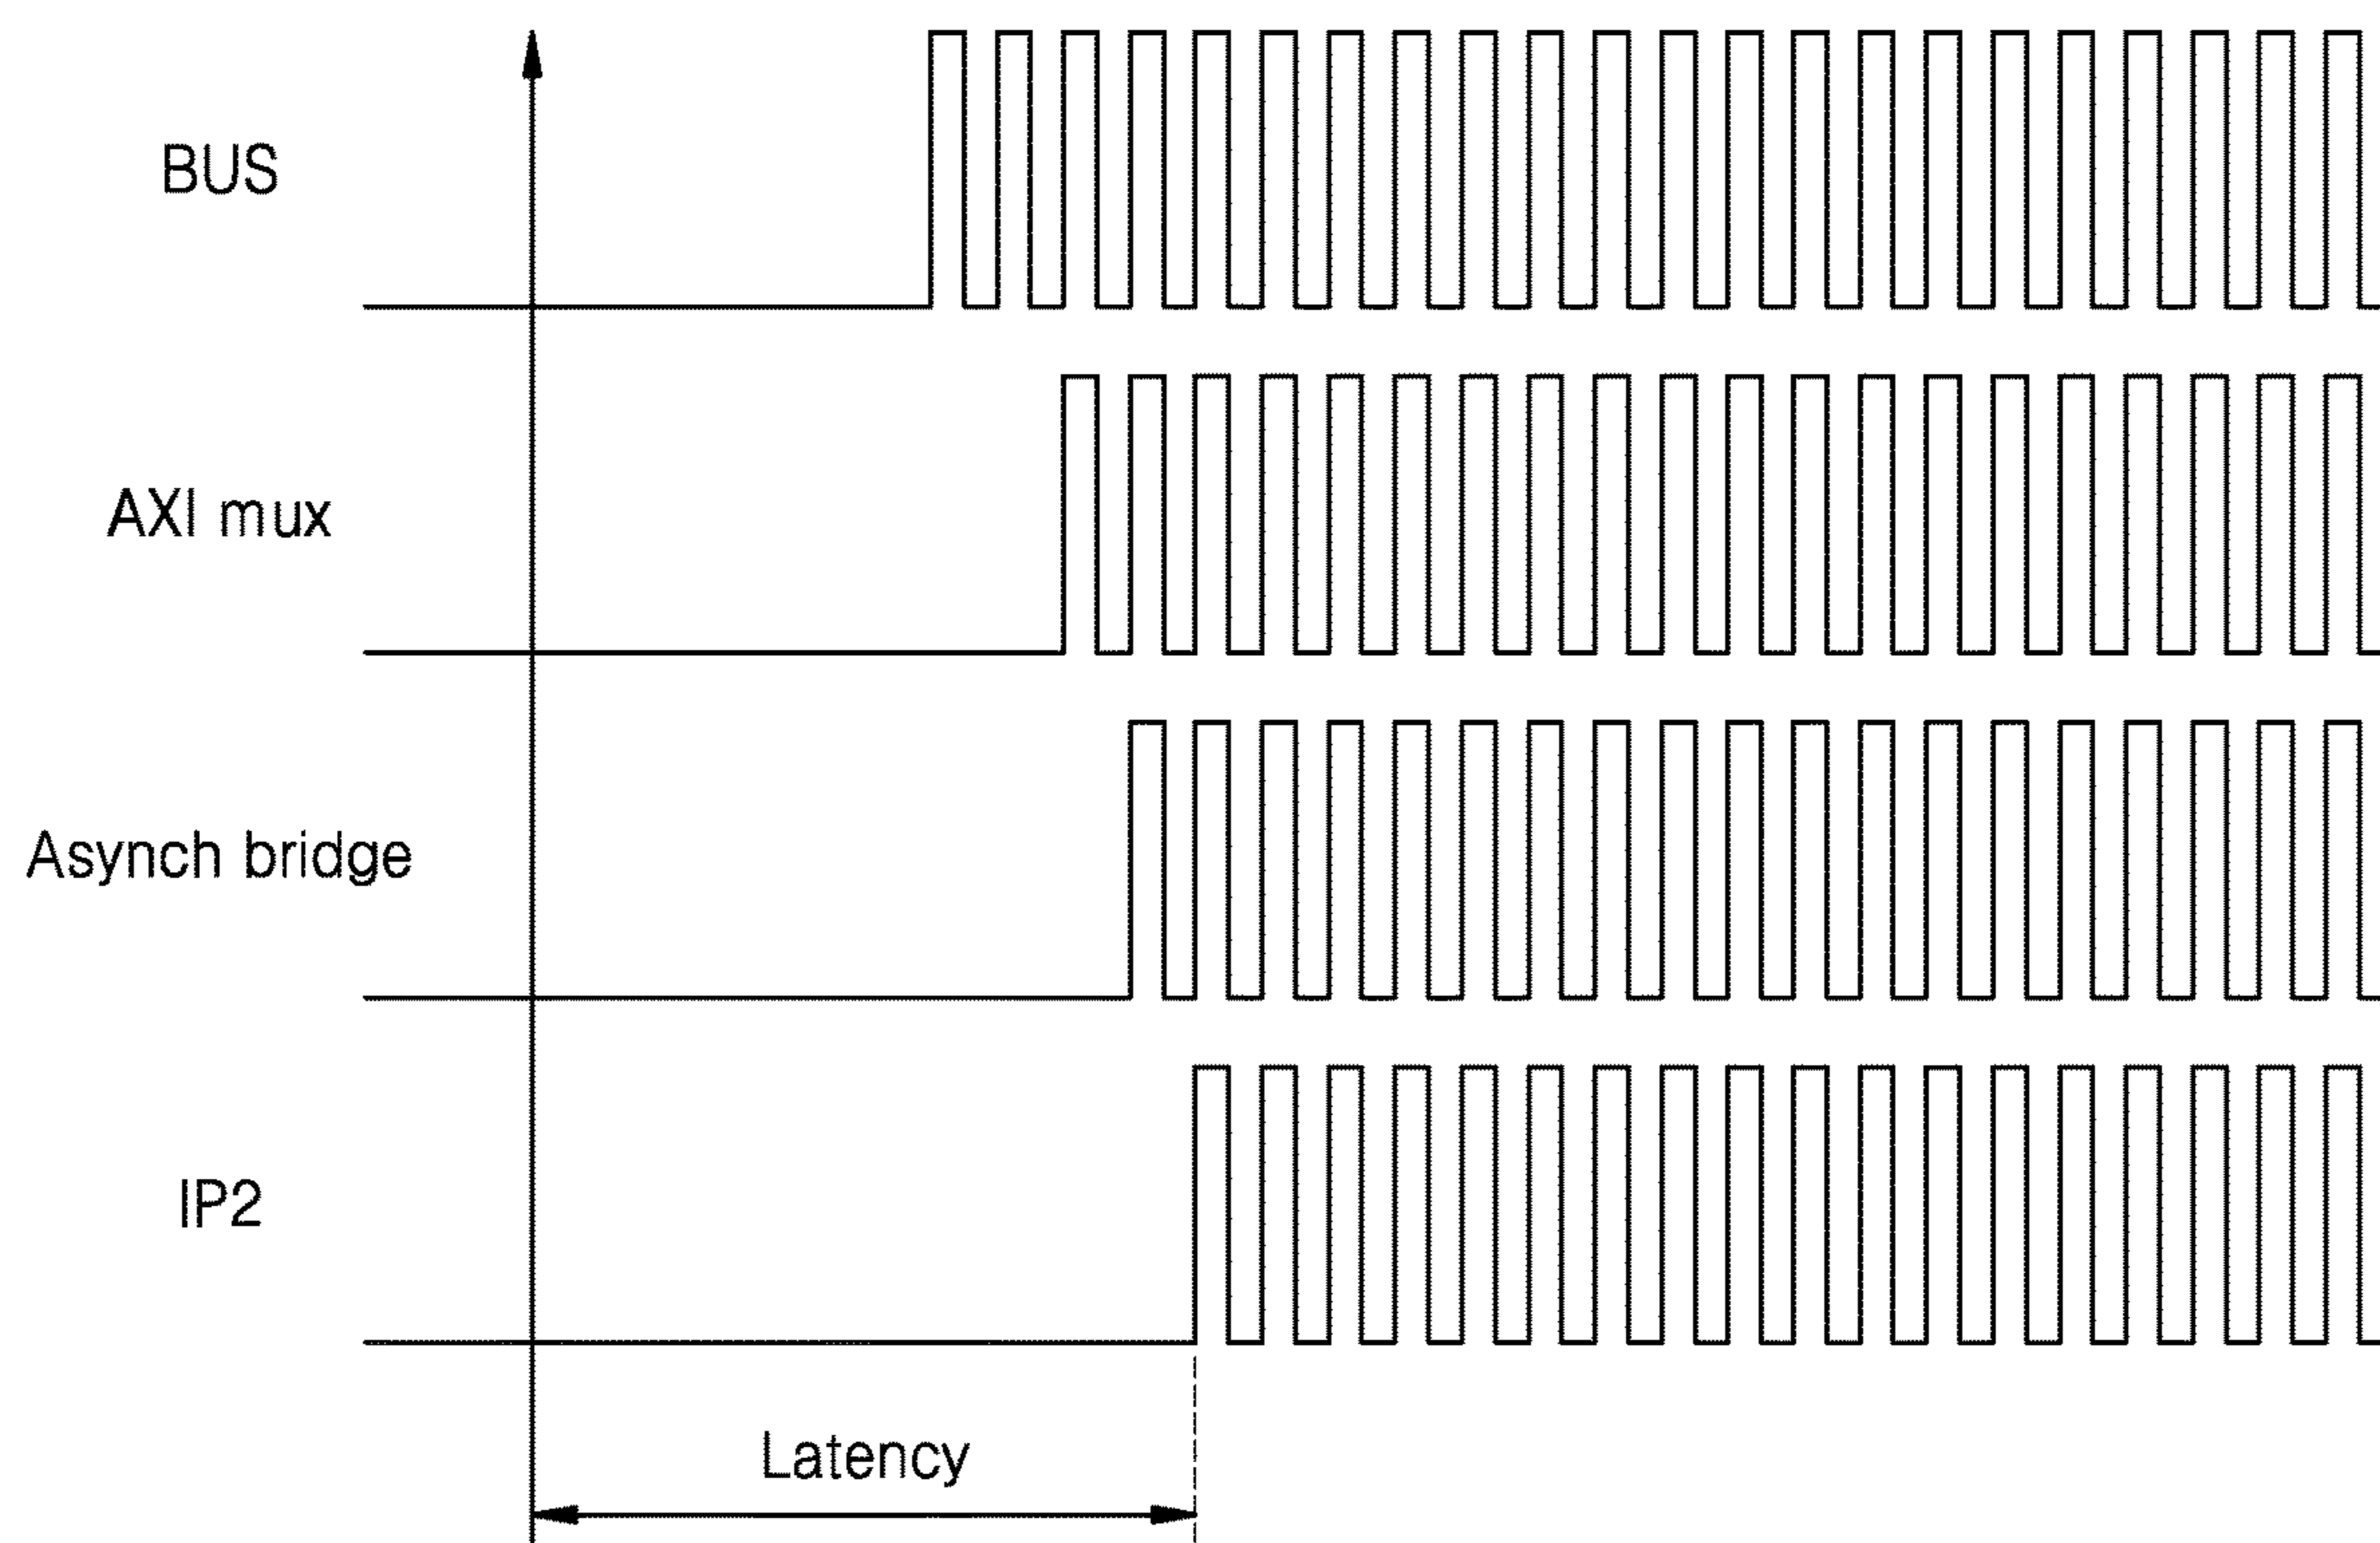 BUS
AXI mux
Asynch bridge
IP2
Latency